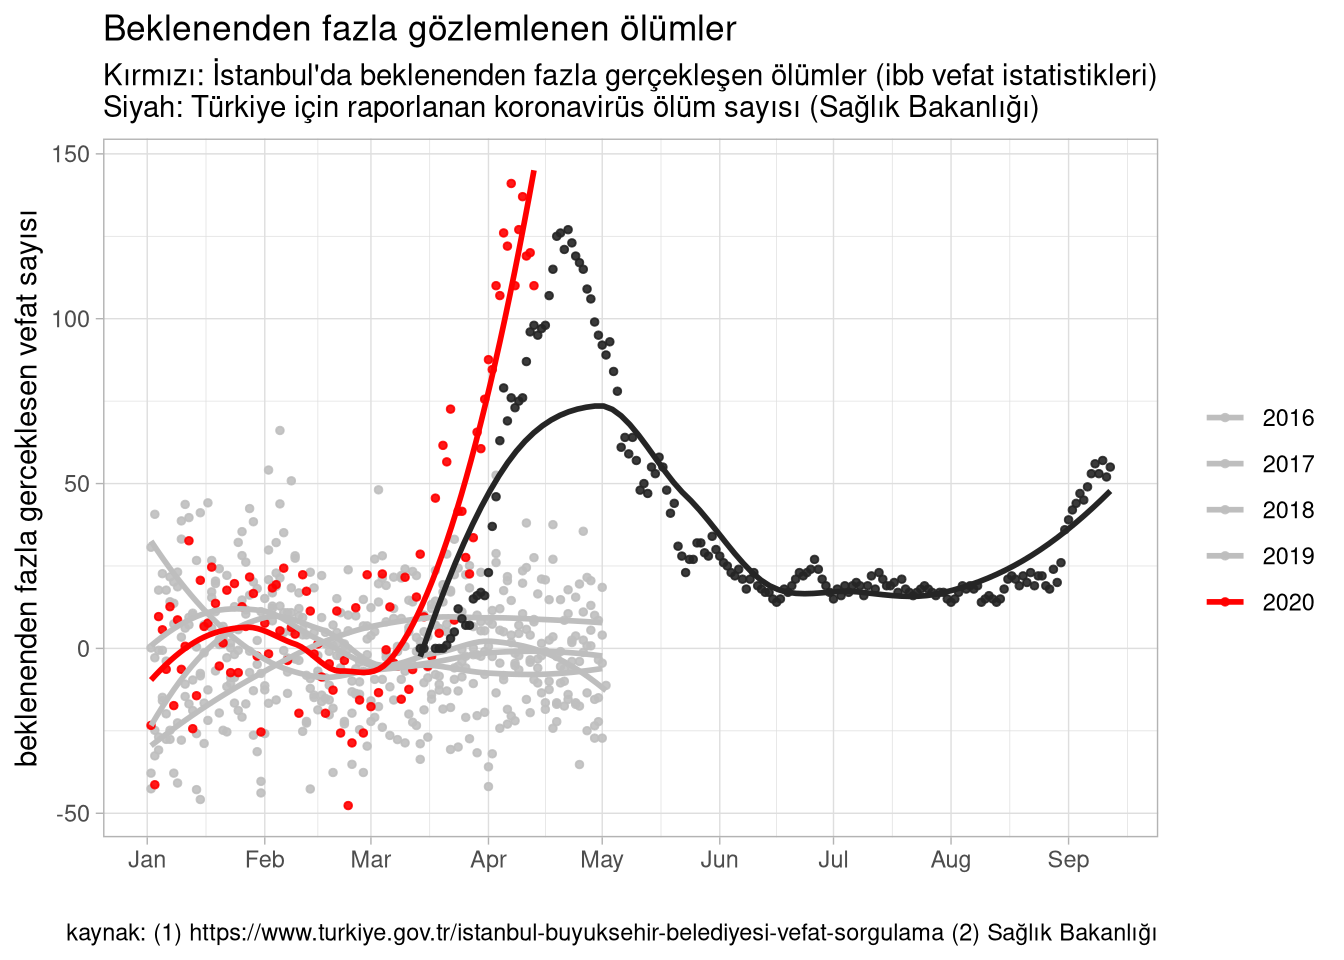 Beklenenden fazla gözlemlenen ölümler
Kırmızı: İstanbul'da beklenenden fazla gerçekleşen ölümler (ibb vefat istatistikleri)
Siyah: Türkiye için raporlanan koronavirüs ölüm sayısı (Sağlık Bakanlığı)
beklenenden fazla gerceklesen vefat sayısı
150
100
50
0
-50
Jan Feb Mar Apr May Jun Jul Aug Sep
2016
2017
2018
2019
2020
kaynak: (1) https://www.turkiye.gov.tr/istanbul-buyuksehir-belediyesi-vefat-sorgulama (2) Sağlık Bakanlığı